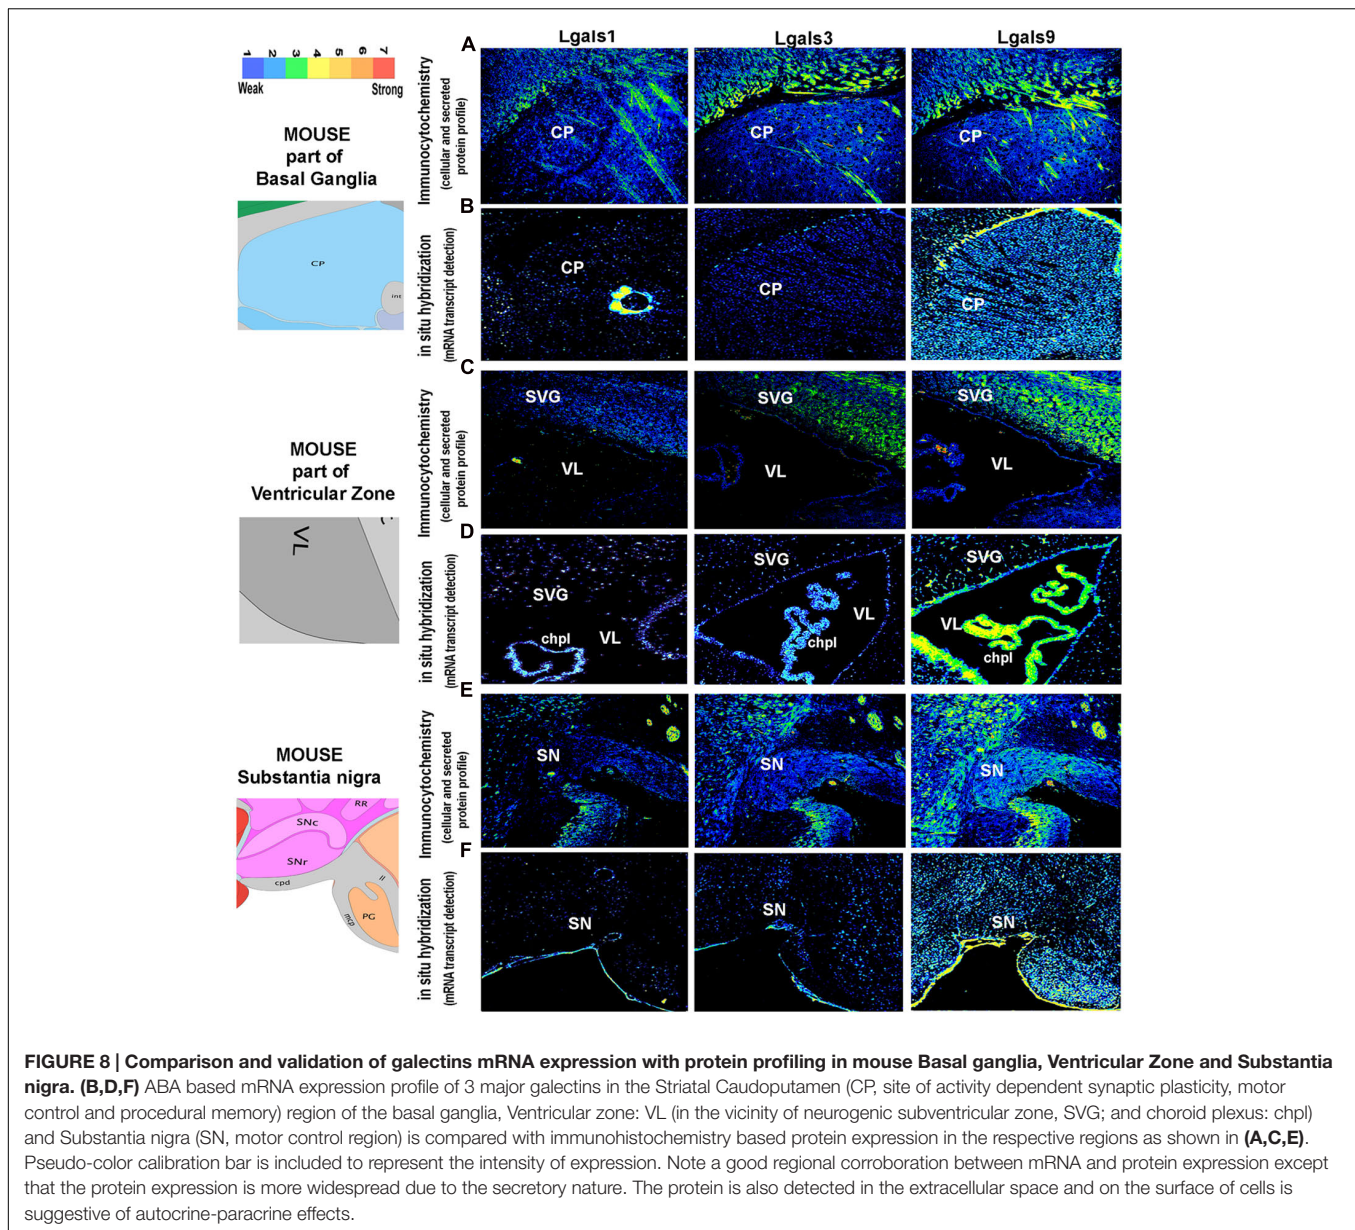 Lgals1 Lgals3 Lgals9
1 2 3 4 5 6 7
Weak Strong
MOUSE
part of
Basal Ganglia
CP
int
A
Immunocytochemistry
(cellular and secreted
protein profile)
CP
CP
CP
B
in situ hybridization
(mRNA transcript detection)
CP
CP
CP
MOUSE
part of
Ventricular Zone
VL
C
Immunocytochemistry
(cellular and secreted
protein profile)
SVG
VL
SVG
VL
SVG
VL
D
in situ hybridization
(mRNA transcript detection)
SVG
chpl
VL
SVG
VL
chpl
SVG
VL
chpl
MOUSE
Substantia nigra
RR
SNc
SNr
cpd
ll
mcp
PG
E
Immunocytochemistry
(cellular and secreted
protein profile)
SN
SN
SN
F
in situ hybridization
(mRNA transcript detection)
SN
SN
SN
FIGURE 8 | Comparison and validation of galectins mRNA expression with protein profiling in mouse Basal ganglia, Ventricular Zone and Substantia
nigra. (B,D,F) ABA based mRNA expression profile of 3 major galectins in the Striatal Caudoputamen (CP, site of activity dependent synaptic plasticity, motor
control and procedural memory) region of the basal ganglia, Ventricular zone: VL (in the vicinity of neurogenic subventricular zone, SVG; and choroid plexus: chpl)
and Substantia nigra (SN, motor control region) is compared with immunohistochemistry based protein expression in the respective regions as shown in (A,C,E).
Pseudo-color calibration bar is included to represent the intensity of expression. Note a good regional corroboration between mRNA and protein expression except
that the protein expression is more widespread due to the secretory nature. The protein is also detected in the extracellular space and on the surface of cells is
suggestive of autocrine-paracrine effects.